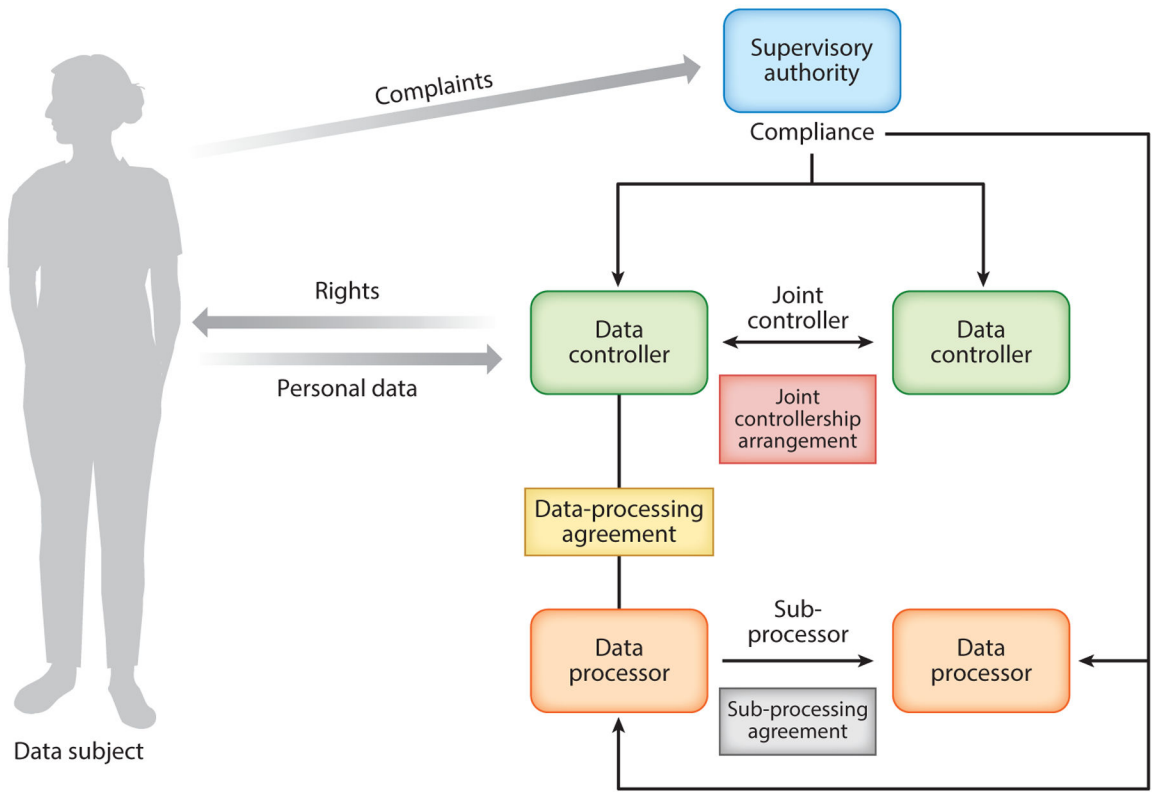 Supervisory
authority
Complaints
Compliance
Rights
Personal data
Data
controller
Joint
controller
Data
controller
Joint
controllership
arrangement
Data-processing
agreement
Data
processor
Sub-
processor
Data
processor
Sub-processing
agreement
Data subject